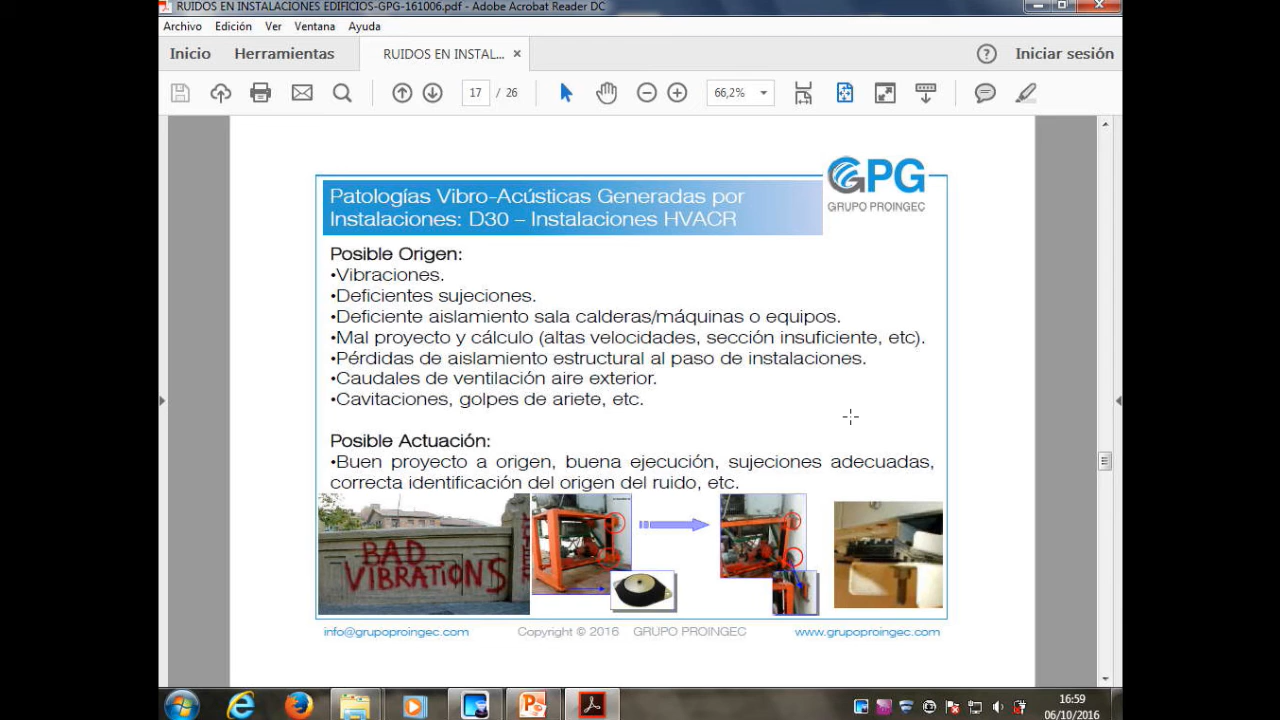 RUIDOS EN INSTALACIONES EDIFICIOS-GPG-161006.pdf - Adobe Acrobat Reader DC
Archivo Edición Ver Ventana Ayuda
Inicio Herramientas RUIDOS EN INSTAL... × Iniciar sesión
17 / 26 66,2%
GPG
GRUPO PROINGEC
Patologías Vibro-Acústicas Generadas por
Instalaciones: D30 – Instalaciones HVACR
Posible Origen:
•Vibraciones.
•Deficientes sujeciones.
•Deficiente aislamiento sala calderas/máquinas o equipos.
•Mal proyecto y cálculo (altas velocidades, sección insuficiente, etc).
•Pérdidas de aislamiento estructural al paso de instalaciones.
•Caudales de ventilación aire exterior.
•Cavitaciones, golpes de ariete, etc.
Posible Actuación:
•Buen proyecto a origen, buena ejecución, sujeciones adecuadas,
correcta identificación del origen del ruido, etc.
BAD
VIBRATIONS
info@grupoproingec.com Copyright © 2016 GRUPO PROINGEC www.grupoproingec.com
16:59
06/10/2016